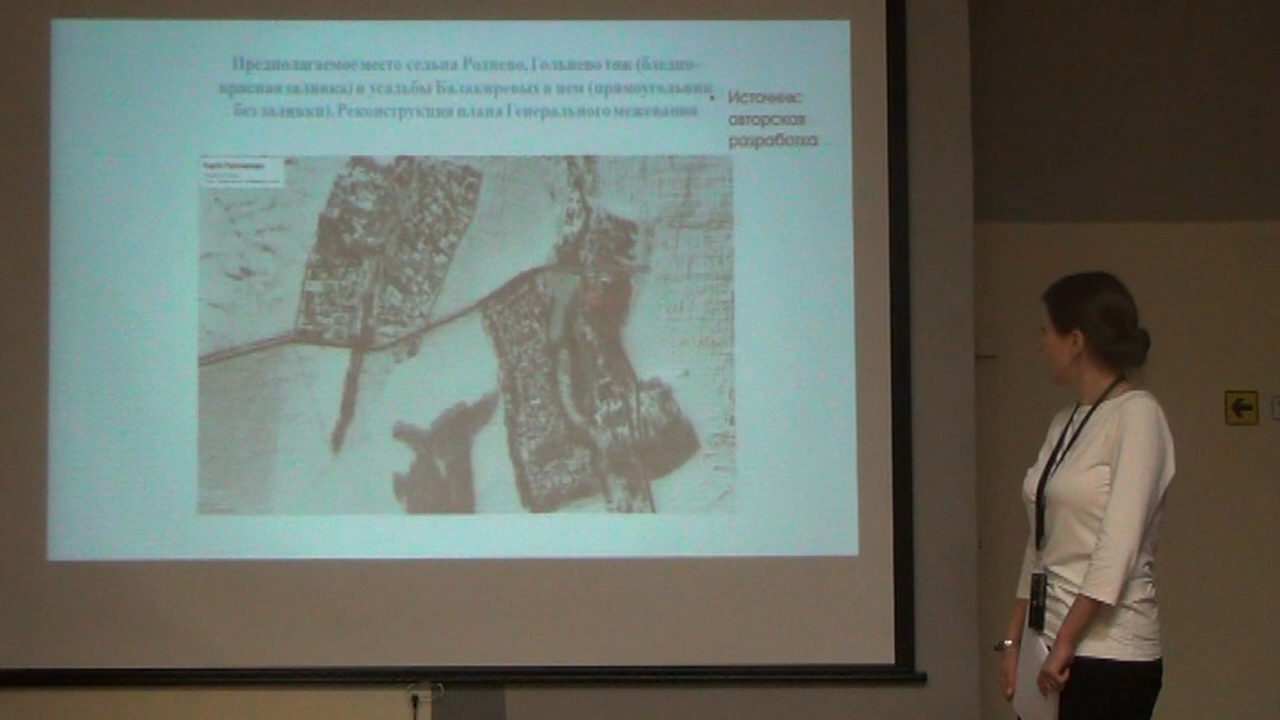 Предполагаемое место сельца Рознево, Гольнево тож (бледно-
красная заливка) и усадьбы Балакиревых в нем (прямоугольник
без заливки). Реконструкция плана Генерального межевания
• Источник:
авторская
разработка